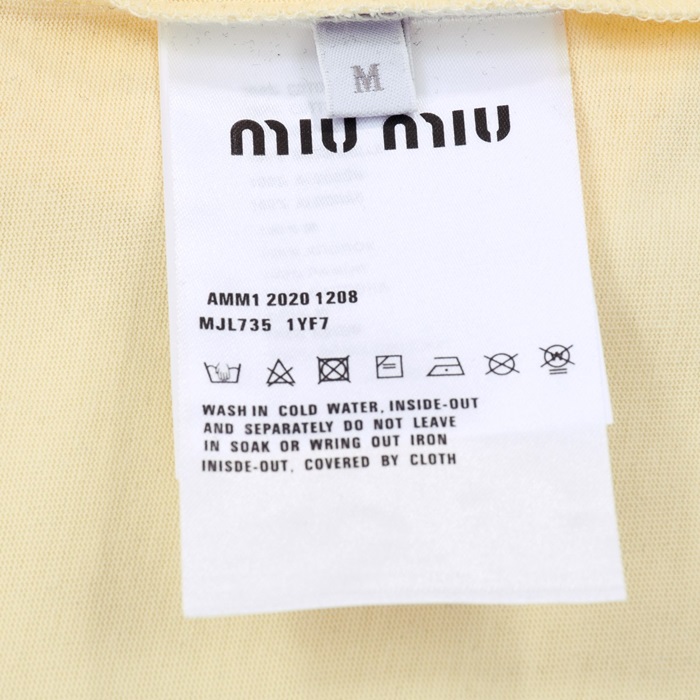 M
miu miu
AMM1 2020 1208
MJL735 1YF7
WASH IN COLD WATER, INSIDE-OUT
AND SEPARATELY DO NOT LEAVE
IN SOAK OR WRING OUT IRON
INISDE-OUT, COVERED BY CLOTH